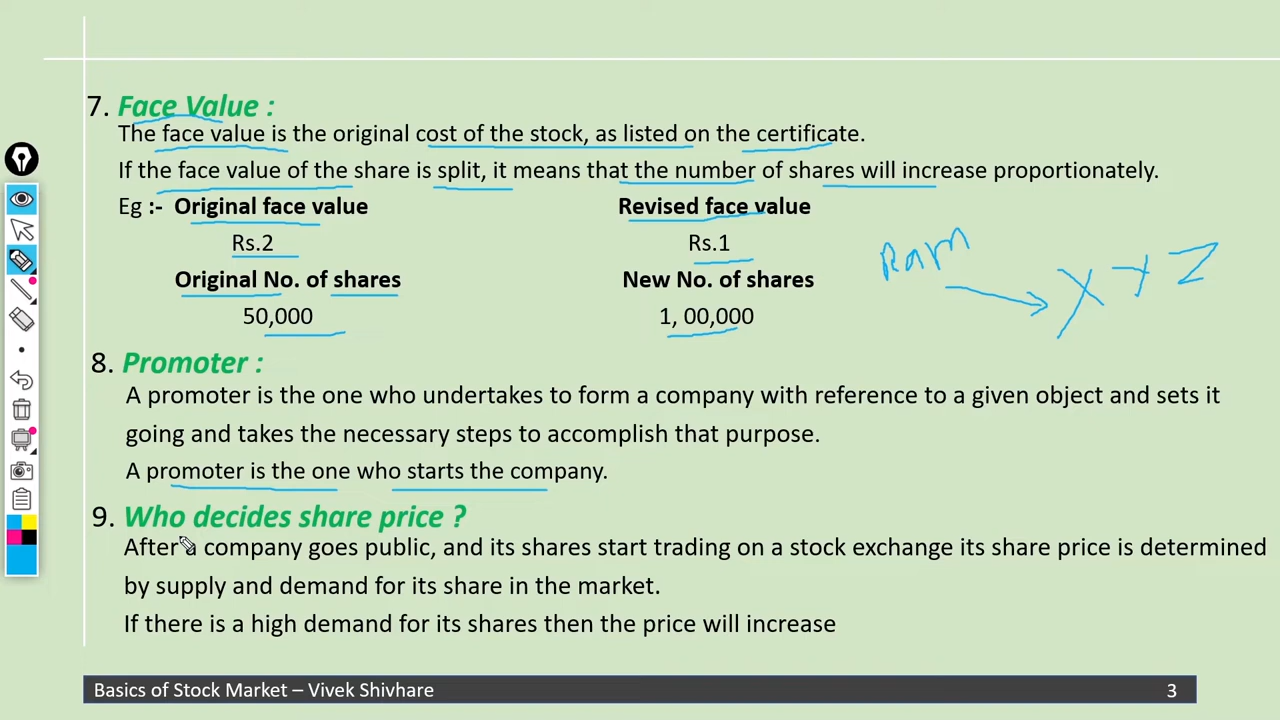 7. Face Value :
The face value is the original cost of the stock, as listed on the certificate.
If the face value of the share is split, it means that the number of shares will increase proportionately.
Eg :- Original face value Revised face value
Rs.2 Rs.1
Ram
X Y Z
Original No. of shares New No. of shares
50,000 1, 00,000
8. Promoter :
A promoter is the one who undertakes to form a company with reference to a given object and sets it
going and takes the necessary steps to accomplish that purpose.
A promoter is the one who starts the company.
9. Who decides share price ?
After a company goes public, and its shares start trading on a stock exchange its share price is determined
by supply and demand for its share in the market.
If there is a high demand for its shares then the price will increase
Basics of Stock Market – Vivek Shivhare 3